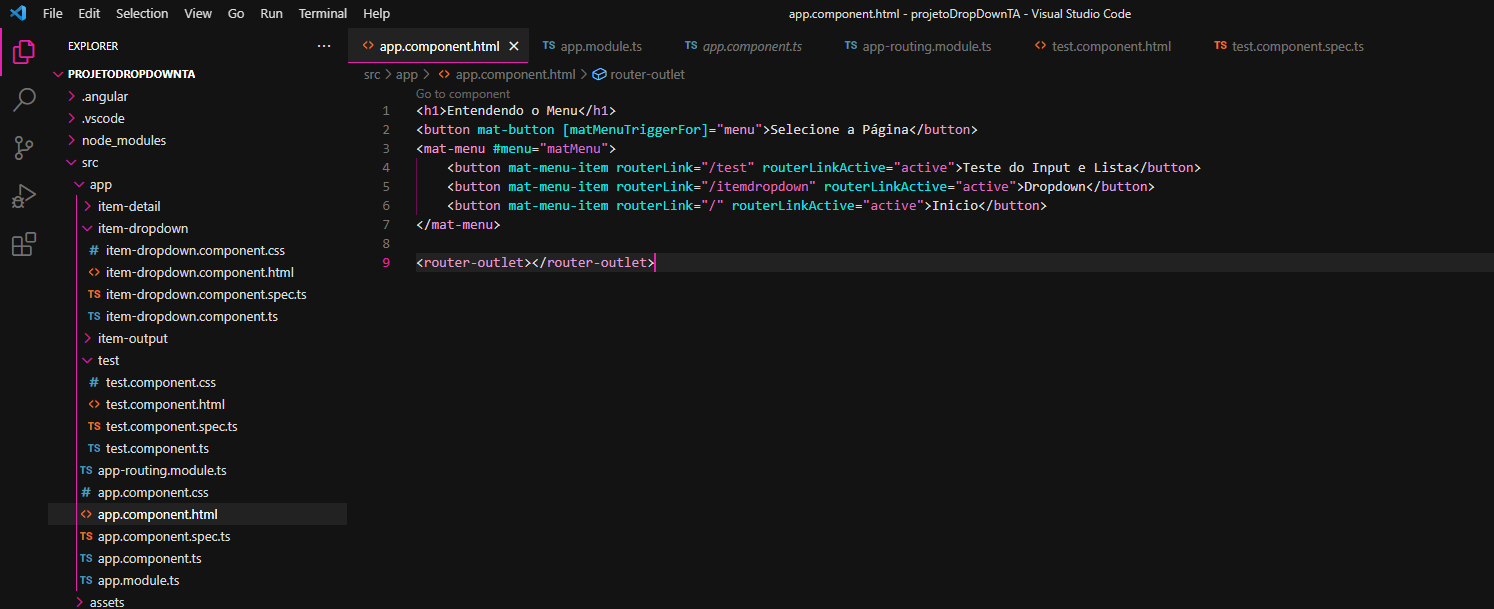 File Edit Selection View Go Run Terminal Help app.component.html - projetoDropDownTA - Visual Studio Code
EXPLORER ...
PROJETODROPDOWNTA
.angular
.vscode
node_modules
src
app
item-detail
item-dropdown
# item-dropdown.component.css
<> item-dropdown.component.html
TS item-dropdown.component.spec.ts
TS item-dropdown.component.ts
item-output
test
# test.component.css
<> test.component.html
TS test.component.spec.ts
TS test.component.ts
TS app-routing.module.ts
# app.component.css
<> app.component.html
TS app.component.spec.ts
TS app.component.ts
TS app.module.ts
assets
<> app.component.html TS app.module.ts TS app.component.ts TS app-routing.module.ts <> test.component.html TS test.component.spec.ts
src > app > <> app.component.html > router-outlet
Go to component
1 <h1>Entendendo o Menu</h1>
2 <button mat-button [matMenuTriggerFor]="menu">Selecione a Página</button>
3 <mat-menu #menu="matMenu">
4 <button mat-menu-item routerLink="/test" routerLinkActive="active">Teste do Input e Lista</button>
5 <button mat-menu-item routerLink="/itemdropdown" routerLinkActive="active">Dropdown</button>
6 <button mat-menu-item routerLink="/" routerLinkActive="active">Inicio</button>
7 </mat-menu>
8
9 <router-outlet></router-outlet>